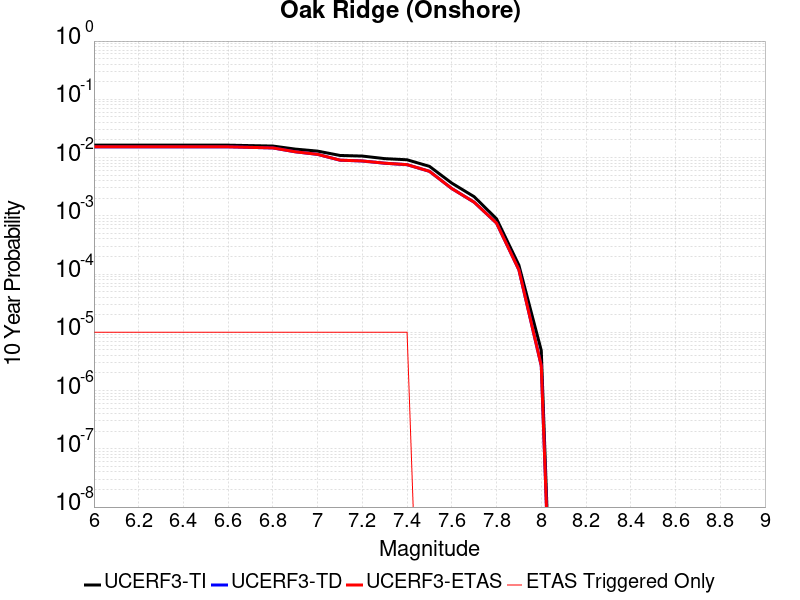 Oak Ridge (Onshore)
10^0
10^-1
10^-2
10^-3
10^-4
10^-5
10^-6
10^-7
10^-8
10 Year Probability
6 6.2 6.4 6.6 6.8 7 7.2 7.4 7.6 7.8 8 8.2 8.4 8.6 8.8 9
Magnitude
UCERF3-TI UCERF3-TD UCERF3-ETAS ETAS Triggered Only